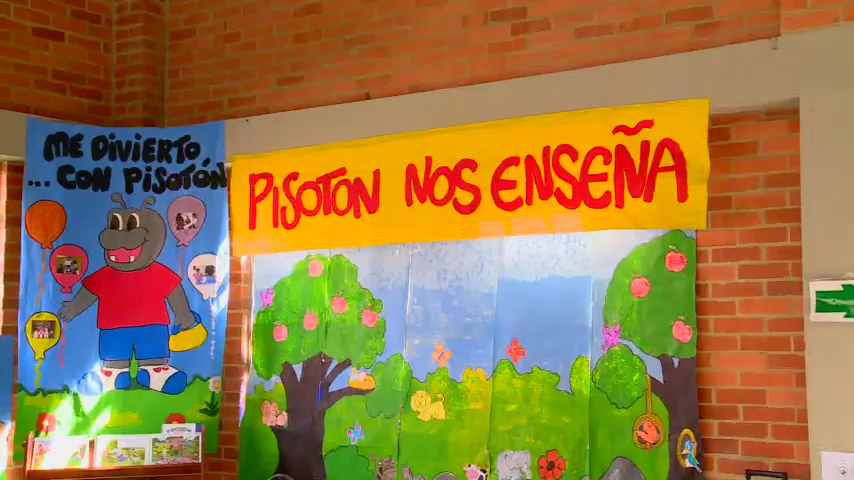 ME DIVIERTO
... CON PISOTÓN
PISOTON NOS ENSEÑA